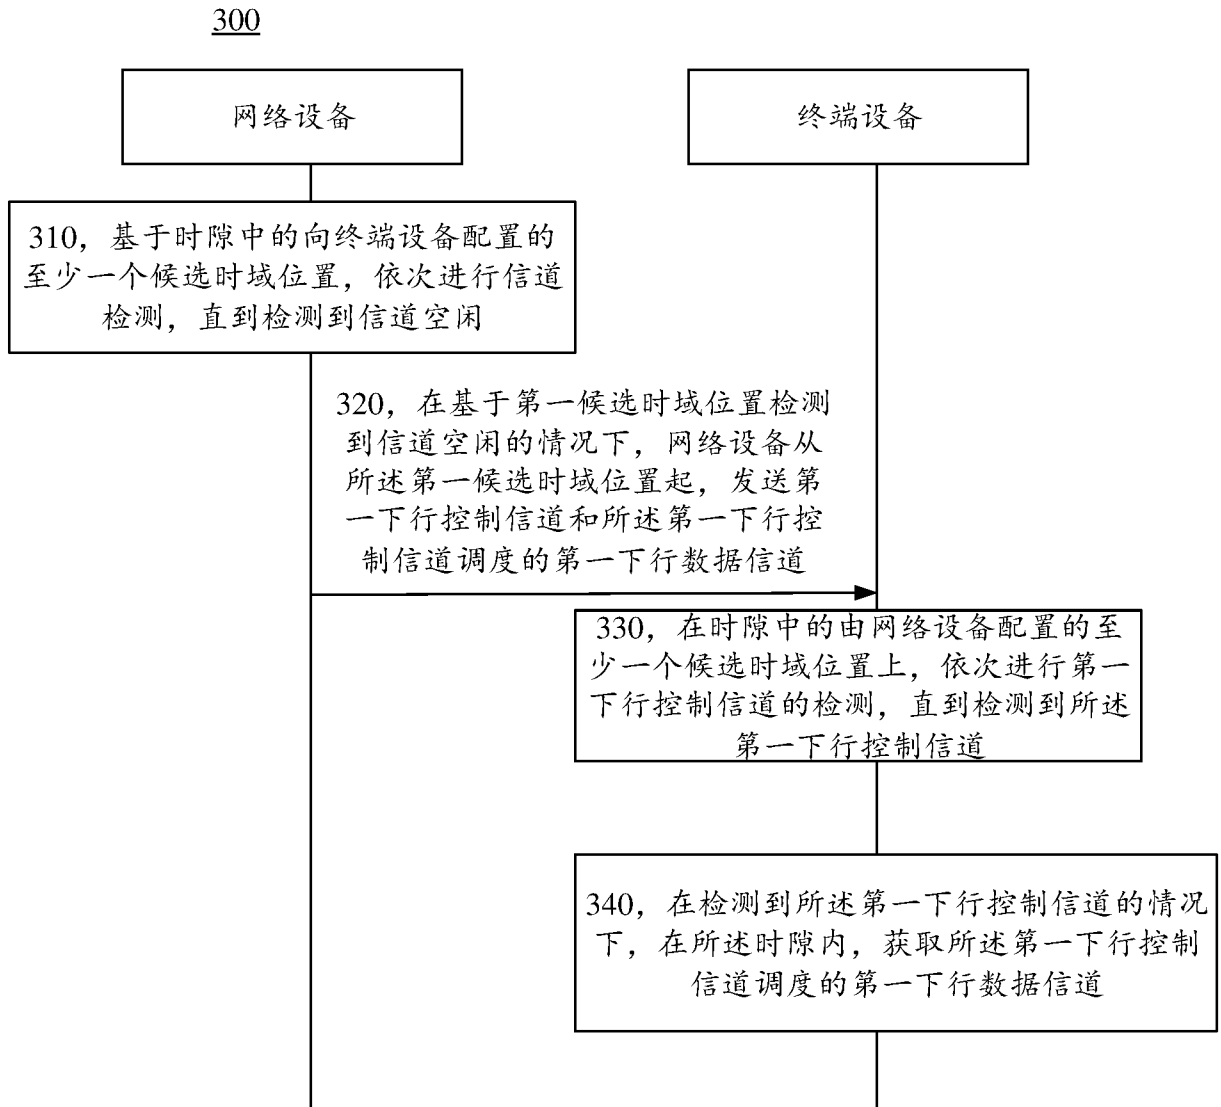 300
网络设备
终端设备
310，基于时隙中的向终端设备配置的
至少一个候选时域位置，依次进行信道
检测，直到检测到信道空闲
320，在基于第一候选时域位置检测
到信道空闲的情况下，网络设备从
所述第一候选时域位置起，发送第
一下行控制信道和所述第一下行控
制信道调度的第一下行数据信道
330，在时隙中的由网络设备配置的至
少一个候选时域位置上，依次进行第一
下行控制信道的检测，直到检测到所述
第一下行控制信道
340，在检测到所述第一下行控制信道的情况
下，在所述时隙内，获取所述第一下行控制
信道调度的第一下行数据信道